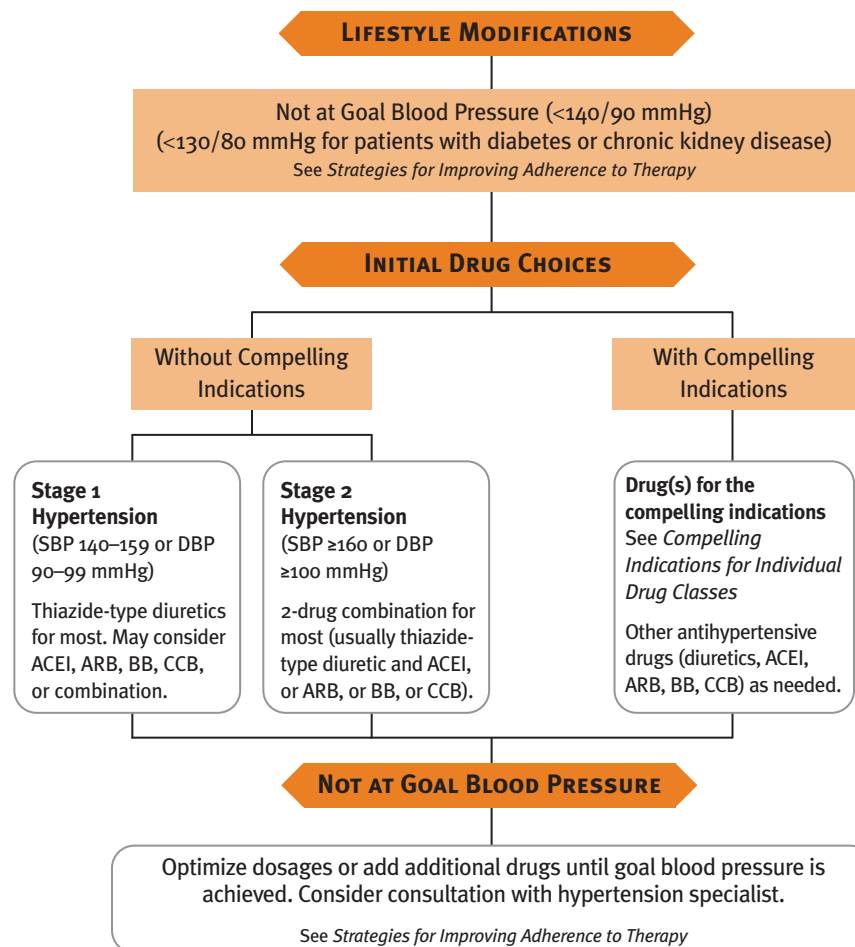 LIFESTYLE MODIFICATIONS
Not at Goal Blood Pressure (<140/90 mmHg)
(<130/80 mmHg for patients with diabetes or chronic kidney disease)
See Strategies for Improving Adherence to Therapy
INITIAL DRUG CHOICES
Without Compelling
Indications
With Compelling
Indications
Stage 1
Hypertension
(SBP 140–159 or DBP
90–99 mmHg)
Thiazide-type diuretics
for most. May consider
ACEI, ARB, BB, CCB,
or combination.
Stage 2
Hypertension
(SBP ≥160 or DBP
≥100 mmHg)
2-drug combination for
most (usually thiazide-
type diuretic and ACEI,
or ARB, or BB, or CCB).
Drug(s) for the
compelling indications
See Compelling
Indications for Individual
Drug Classes
Other antihypertensive
drugs (diuretics, ACEI,
ARB, BB, CCB) as needed.
NOT AT GOAL BLOOD PRESSURE
Optimize dosages or add additional drugs until goal blood pressure is
achieved. Consider consultation with hypertension specialist.
See Strategies for Improving Adherence to Therapy